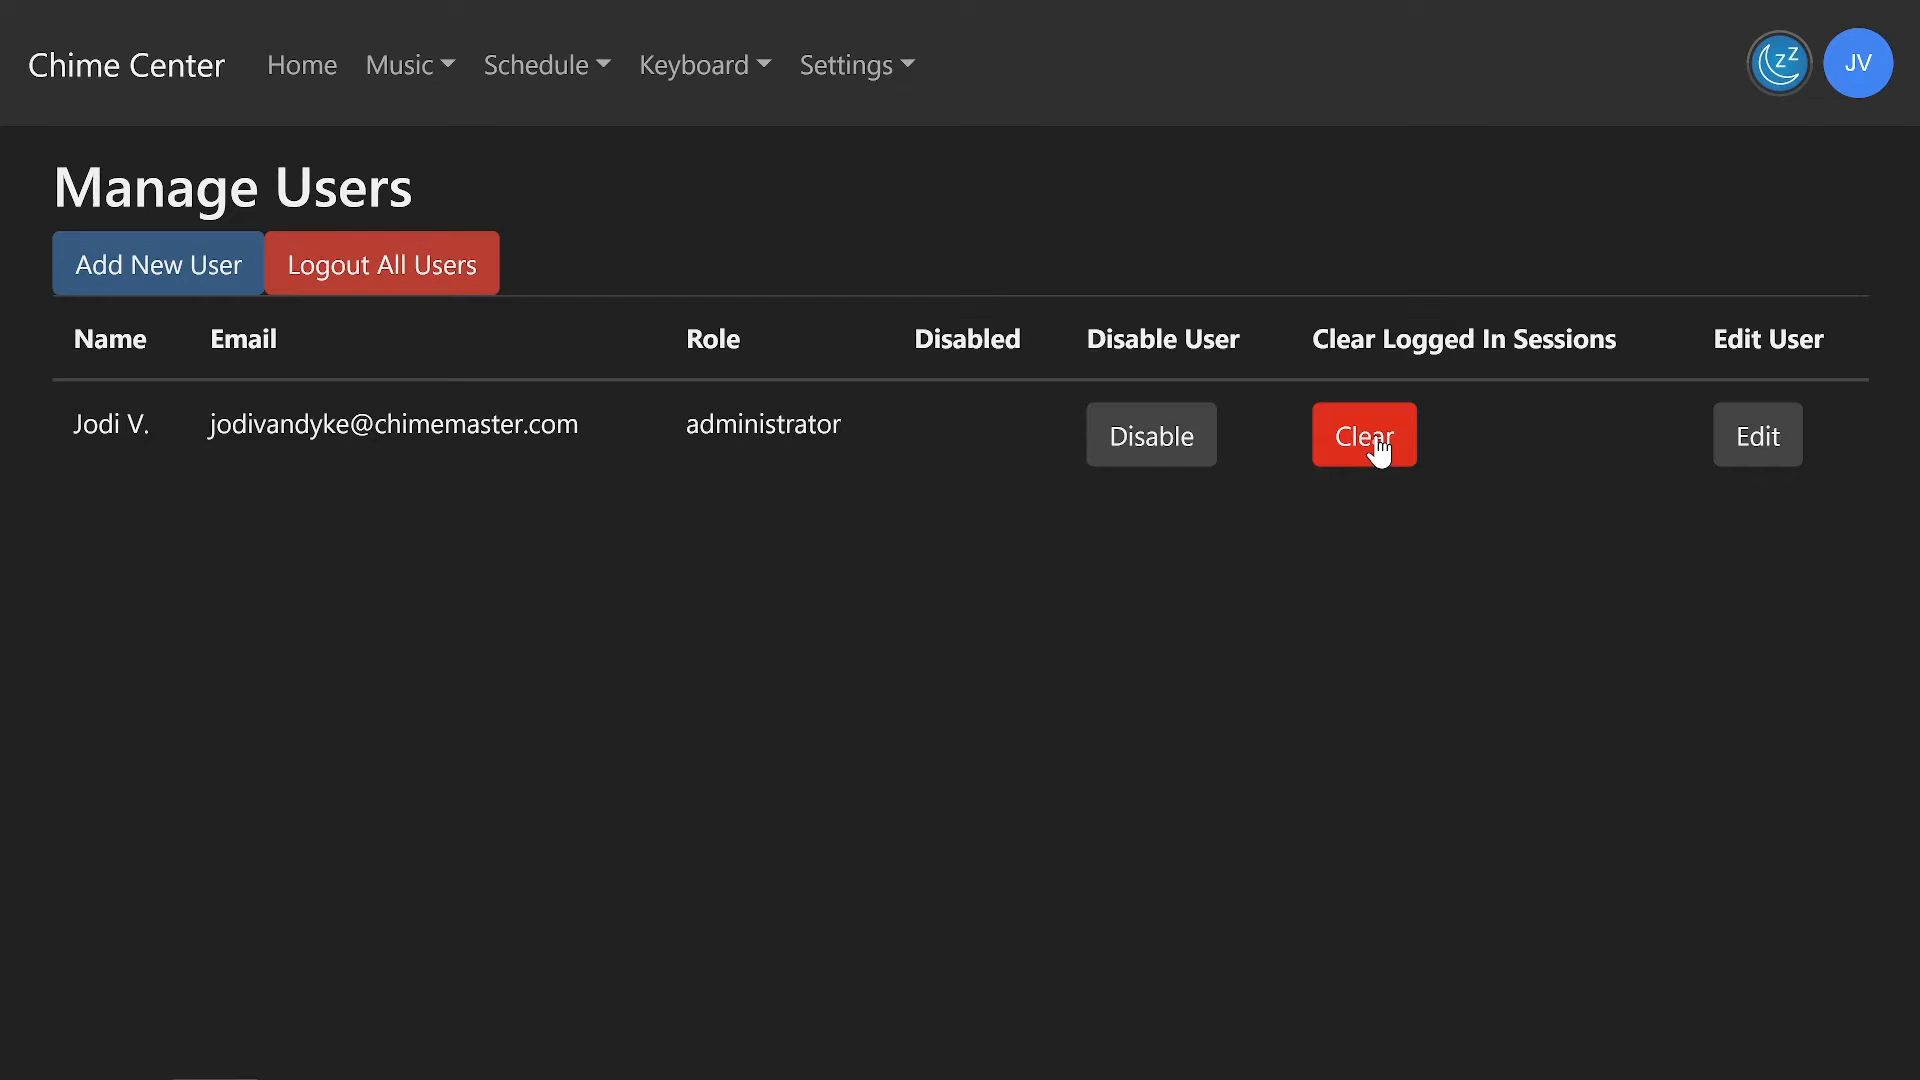 Chime Center Home Music Schedule Keyboard Settings zz JV
Manage Users
Add New User Logout All Users
Name Email Role Disabled Disable User Clear Logged In Sessions Edit User
Jodi V. jodivandyke@chimemaster.com administrator Disable Clear Edit